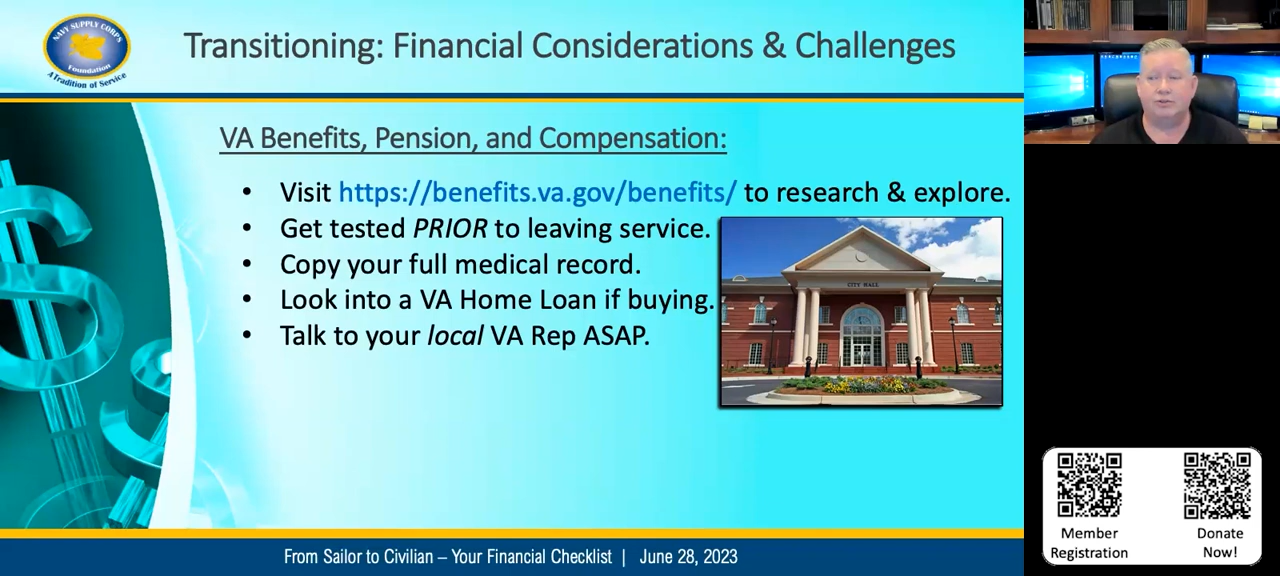 NAVY SUPPLY CORPS
Foundation
A Tradition of Service
Transitioning: Financial Considerations & Challenges
VA Benefits, Pension, and Compensation:
• Visit https://benefits.va.gov/benefits/ to research & explore.
• Get tested PRIOR to leaving service.
• Copy your full medical record.
• Look into a VA Home Loan if buying.
• Talk to your local VA Rep ASAP.
CITY HALL
From Sailor to Civilian – Your Financial Checklist | June 28, 2023
Member
Registration
Donate
Now!